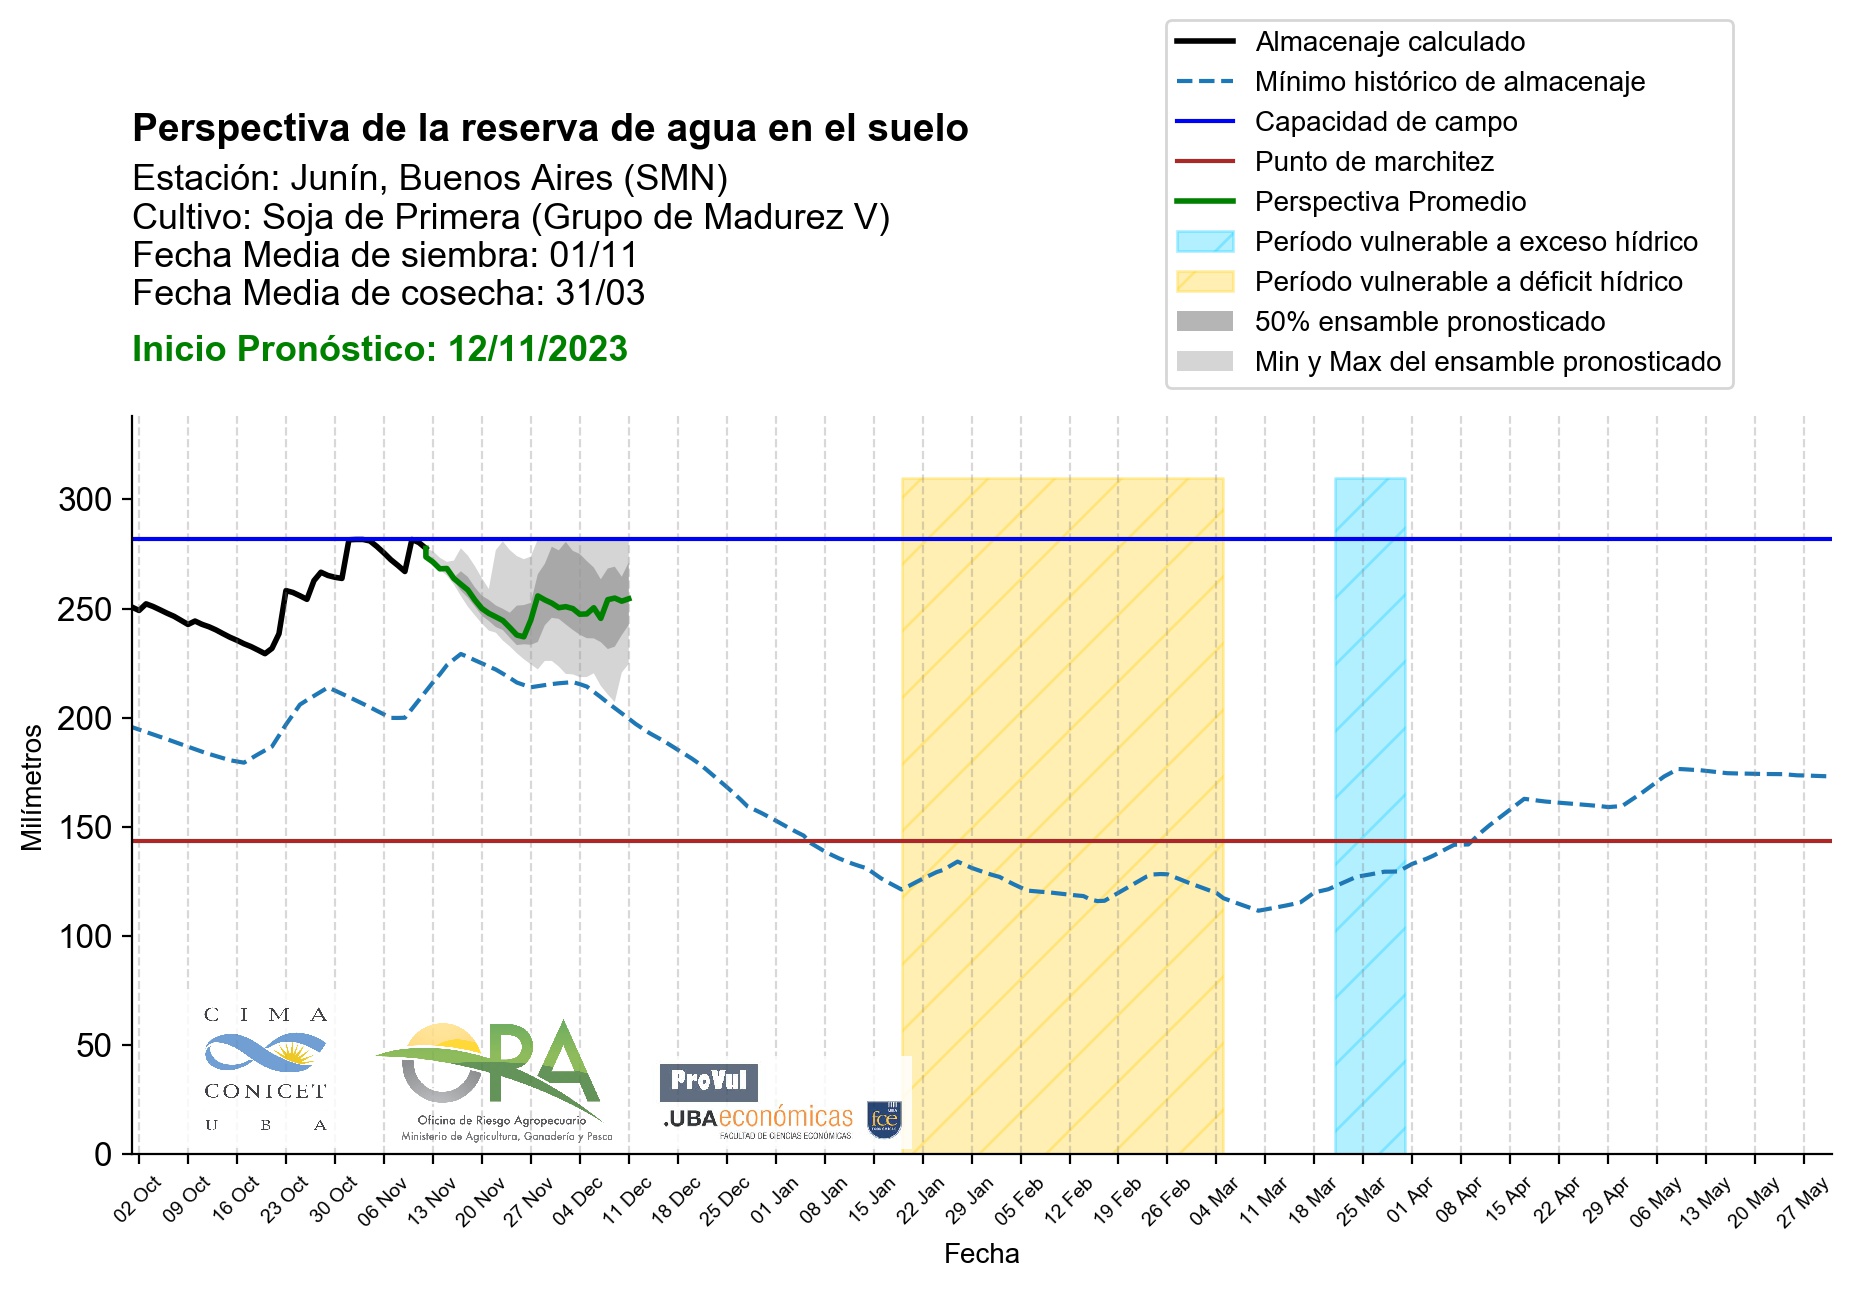 Almacenaje calculado
Mínimo histórico de almacenaje
Capacidad de campo
Punto de marchitez
Perspectiva Promedio
Período vulnerable a exceso hídrico
Período vulnerable a déficit hídrico
50% ensamble pronosticado
Min y Max del ensamble pronosticado
Perspectiva de la reserva de agua en el suelo
Estación: Junín, Buenos Aires (SMN)
Cultivo: Soja de Primera (Grupo de Madurez V)
Fecha Media de siembra: 01/11
Fecha Media de cosecha: 31/03
Inicio Pronóstico: 12/11/2023
300
250
200
150
100
50
0
Milímetros
CIMA
CONICET
UBA
ORA
Oficina de Riesgo Agropecuario
Ministerio de Agricultura, Ganadería y Pesca
ProVul
.UBAeconómicas
FACULTAD DE CIENCIAS ECONÓMICAS
UBA
fce
02 Oct
09 Oct
16 Oct
23 Oct
30 Oct
06 Nov
13 Nov
20 Nov
27 Nov
04 Dec
11 Dec
18 Dec
25 Dec
01 Jan
08 Jan
15 Jan
22 Jan
29 Jan
05 Feb
12 Feb
19 Feb
26 Feb
04 Mar
11 Mar
18 Mar
25 Mar
01 Apr
08 Apr
15 Apr
22 Apr
29 Apr
06 May
13 May
20 May
27 May
Fecha